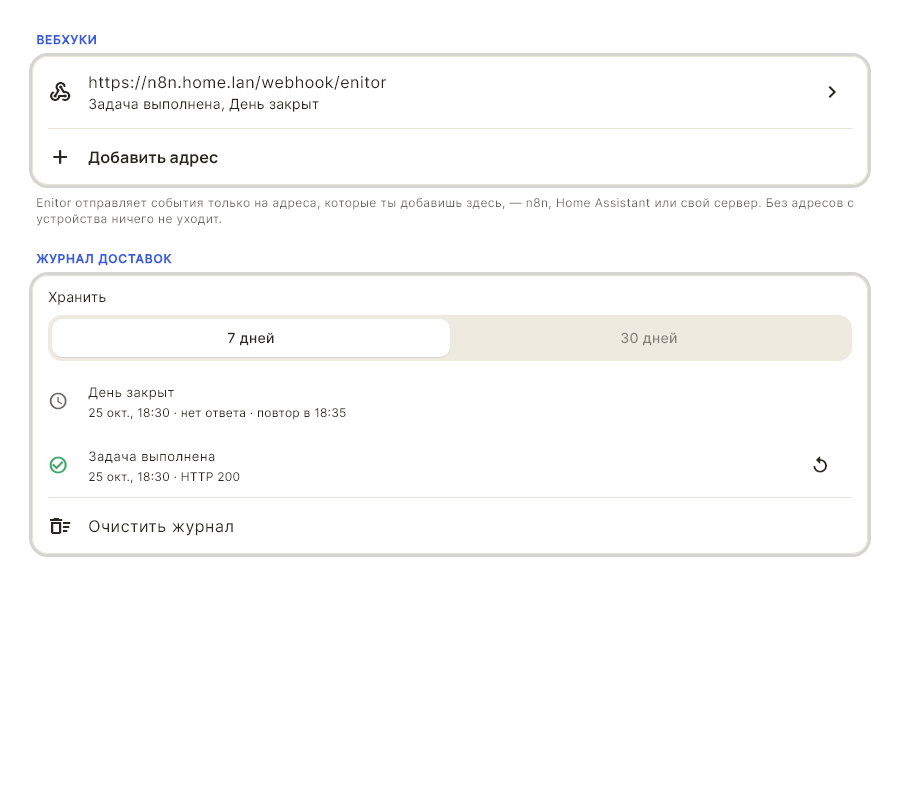 ВЕБХУКИ
https://n8n.home.lan/webhook/enitor
Задача выполнена, День закрыт
Добавить адрес
Enitor отправляет события только на адреса, которые ты добавишь здесь, — n8n, Home Assistant или свой сервер. Без адресов с
устройства ничего не уходит.
ЖУРНАЛ ДОСТАВОК
Хранить
7 дней
30 дней
День закрыт
25 окт., 18:30 · нет ответа · повтор в 18:35
Задача выполнена
25 окт., 18:30 · HTTP 200
Очистить журнал